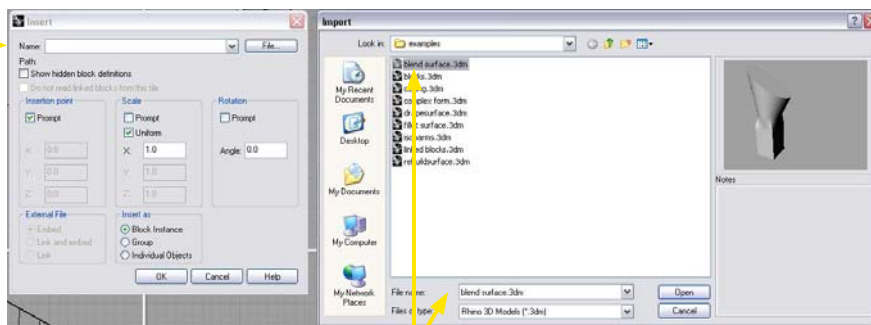 Insert
Name:
File...
Path:
Show hidden block definitions
Do not read linked blocks from this file
Insertion point
Prompt
X: 0.0
Y: 0.0
Z: 0.0
Scale
Prompt
Uniform
X: 1.0
Y: 1.0
Z: 1.0
Rotation
Prompt
Angle: 0.0
External File
Embed
Link and embed
Link
Insert as
Block Instance
Group
Individual Objects
OK
Cancel
Help
Import
Look in:
examples
My Recent
Documents
Desktop
My Documents
My Computer
My Network
Places
blend surface.3dm
complex form.3dm
drapesurface.3dm
fillet surface.3dm
linked blocks.3dm
rebuildsurface.3dm
Notes
File name:
blend surface.3dm
Open
Files of type:
Rhino 3D Models (*.3dm)
Cancel